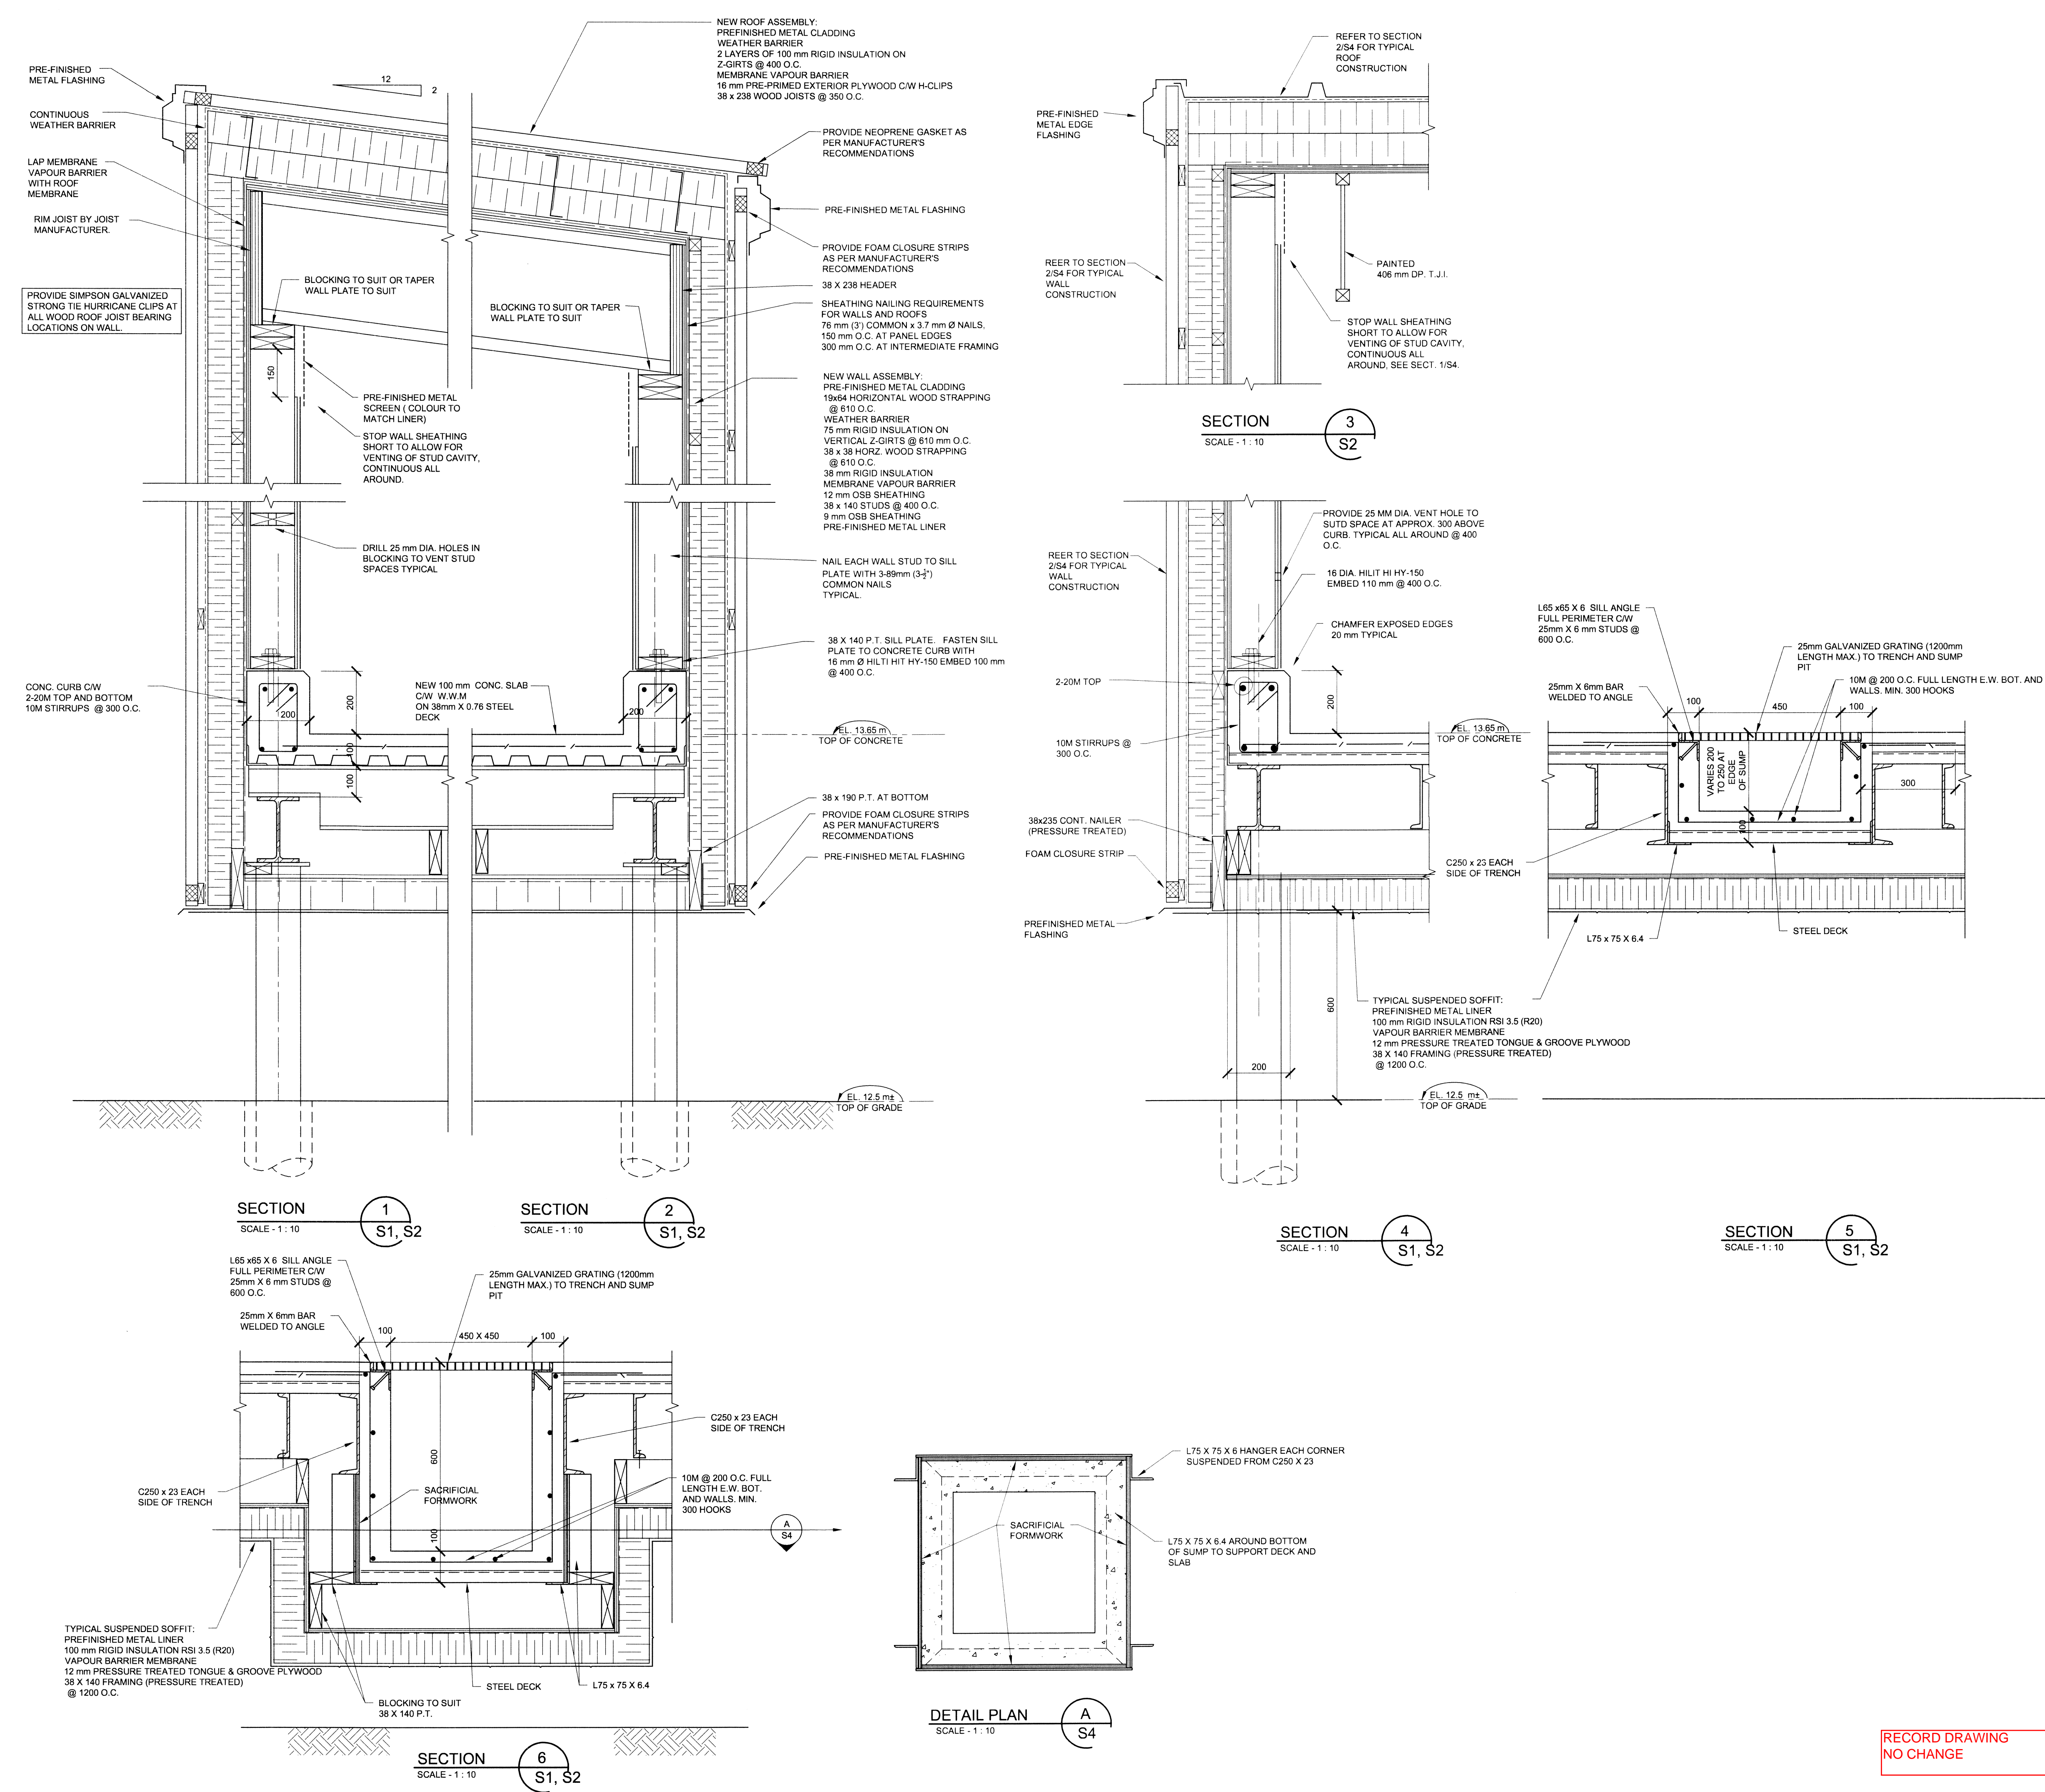 NEW ROOF ASSEMBLY:
PREFINISHED METAL CLADDING
WEATHER BARRIER
2 LAYERS OF 100 mm RIGID INSULATION ON
Z-GIRTS @ 400 O.C.
MEMBRANE VAPOUR BARRIER
16 mm PRE-PRIMED EXTERIOR PLYWOOD C/W H-CLIPS
38 x 238 WOOD JOISTS @ 350 O.C.
PRE-FINISHED
METAL FLASHING
12
2
CONTINUOUS
WEATHER BARRIER
LAP MEMBRANE
VAPOUR BARRIER
WITH ROOF
MEMBRANE
RIM JOIST BY JOIST
MANUFACTURER.
PROVIDE SIMPSON GALVANIZED
STRONG TIE HURRICANE CLIPS AT
ALL WOOD ROOF JOIST BEARING
LOCATIONS ON WALL.
BLOCKING TO SUIT OR TAPER
WALL PLATE TO SUIT
BLOCKING TO SUIT OR TAPER
WALL PLATE TO SUIT
150
PRE-FINISHED METAL
SCREEN ( COLOUR TO
MATCH LINER)
STOP WALL SHEATHING
SHORT TO ALLOW FOR
VENTING OF STUD CAVITY,
CONTINUOUS ALL
AROUND.
DRILL 25 mm DIA. HOLES IN
BLOCKING TO VENT STUD
SPACES TYPICAL
PROVIDE NEOPRENE GASKET AS
PER MANUFACTURER'S
RECOMMENDATIONS
PRE-FINISHED METAL FLASHING
PROVIDE FOAM CLOSURE STRIPS
AS PER MANUFACTURER'S
RECOMMENDATIONS
38 X 238 HEADER
SHEATHING NAILING REQUIREMENTS
FOR WALLS AND ROOFS
76 mm (3') COMMON x 3.7 mm Ø NAILS,
150 mm O.C. AT PANEL EDGES
300 mm O.C. AT INTERMEDIATE FRAMING
NEW WALL ASSEMBLY:
PRE-FINISHED METAL CLADDING
19x64 HORIZONTAL WOOD STRAPPING
@ 610 O.C.
WEATHER BARRIER
75 mm RIGID INSULATION ON
VERTICAL Z-GIRTS @ 610 mm O.C.
38 x 38 HORZ. WOOD STRAPPING
@ 610 O.C.
38 mm RIGID INSULATION
MEMBRANE VAPOUR BARRIER
12 mm OSB SHEATHING
38 x 140 STUDS @ 400 O.C.
9 mm OSB SHEATHING
PRE-FINISHED METAL LINER
NAIL EACH WALL STUD TO SILL
PLATE WITH 3-89mm (3-½")
COMMON NAILS
TYPICAL.
38 X 140 P.T. SILL PLATE. FASTEN SILL
PLATE TO CONCRETE CURB WITH
16 mm Ø HILTI HIT HY-150 EMBED 100 mm
@ 400 O.C.
CONC. CURB C/W
2-20M TOP AND BOTTOM
10M STIRRUPS @ 300 O.C.
NEW 100 mm CONC. SLAB
C/W W.W.M
ON 38mm X 0.76 STEEL
DECK
200
200
200
100
100
EL. 13.65 m
TOP OF CONCRETE
38 x 190 P.T. AT BOTTOM
PROVIDE FOAM CLOSURE STRIPS
AS PER MANUFACTURER'S
RECOMMENDATIONS
PRE-FINISHED METAL FLASHING
EL. 12.5 m±
TOP OF GRADE
SECTION
SCALE - 1 : 10
1
S1, S2
SECTION
SCALE - 1 : 10
2
S1, S2
REFER TO SECTION
2/S4 FOR TYPICAL
ROOF
CONSTRUCTION
PRE-FINISHED
METAL EDGE
FLASHING
REER TO SECTION
2/S4 FOR TYPICAL
WALL
CONSTRUCTION
PAINTED
406 mm DP. T.J.I.
STOP WALL SHEATHING
SHORT TO ALLOW FOR
VENTING OF STUD CAVITY,
CONTINUOUS ALL
AROUND, SEE SECT. 1/S4.
SECTION
SCALE - 1 : 10
3
S2
PROVIDE 25 MM DIA. VENT HOLE TO
SUTD SPACE AT APPROX. 300 ABOVE
CURB. TYPICAL ALL AROUND @ 400
O.C.
REER TO SECTION
2/S4 FOR TYPICAL
WALL
CONSTRUCTION
16 DIA. HILIT HI HY-150
EMBED 110 mm @ 400 O.C.
CHAMFER EXPOSED EDGES
20 mm TYPICAL
2-20M TOP
200
10M STIRRUPS @
300 O.C.
EL. 13.65 m
TOP OF CONCRETE
38x235 CONT. NAILER
(PRESSURE TREATED)
FOAM CLOSURE STRIP
PREFINISHED METAL
FLASHING
600
200
TYPICAL SUSPENDED SOFFIT:
PREFINISHED METAL LINER
100 mm RIGID INSULATION RSI 3.5 (R20)
VAPOUR BARRIER MEMBRANE
12 mm PRESSURE TREATED TONGUE & GROOVE PLYWOOD
38 X 140 FRAMING (PRESSURE TREATED)
@ 1200 O.C.
EL. 12.5 m±
TOP OF GRADE
SECTION
SCALE - 1 : 10
4
S1, S2
L65 x65 X 6 SILL ANGLE
FULL PERIMETER C/W
25mm X 6 mm STUDS @
600 O.C.
25mm GALVANIZED GRATING (1200mm
LENGTH MAX.) TO TRENCH AND SUMP
PIT
25mm X 6mm BAR
WELDED TO ANGLE
10M @ 200 O.C. FULL LENGTH E.W. BOT. AND
WALLS. MIN. 300 HOOKS
100
450
100
VARIES 200
TO 250 AT
EDGE
OF SUMP
100
300
C250 x 23 EACH
SIDE OF TRENCH
L75 x 75 X 6.4
STEEL DECK
SECTION
SCALE - 1 : 10
5
S1, S2
L65 x65 X 6 SILL ANGLE
FULL PERIMETER C/W
25mm X 6 mm STUDS @
600 O.C.
25mm GALVANIZED GRATING (1200mm
LENGTH MAX.) TO TRENCH AND SUMP
PIT
25mm X 6mm BAR
WELDED TO ANGLE
100
450 X 450
100
C250 x 23 EACH
SIDE OF TRENCH
600
C250 x 23 EACH
SIDE OF TRENCH
SACRIFICIAL
FORMWORK
10M @ 200 O.C. FULL
LENGTH E.W. BOT.
AND WALLS. MIN.
300 HOOKS
100
A
S4
TYPICAL SUSPENDED SOFFIT:
PREFINISHED METAL LINER
100 mm RIGID INSULATION RSI 3.5 (R20)
VAPOUR BARRIER MEMBRANE
12 mm PRESSURE TREATED TONGUE & GROOVE PLYWOOD
38 X 140 FRAMING (PRESSURE TREATED)
@ 1200 O.C.
STEEL DECK
L75 x 75 X 6.4
BLOCKING TO SUIT
38 X 140 P.T.
SECTION
SCALE - 1 : 10
6
S1, S2
L75 X 75 X 6 HANGER EACH CORNER
SUSPENDED FROM C250 X 23
SACRIFICIAL
FORMWORK
L75 X 75 X 6.4 AROUND BOTTOM
OF SUMP TO SUPPORT DECK AND
SLAB
DETAIL PLAN
SCALE - 1 : 10
A
S4
RECORD DRAWING
NO CHANGE